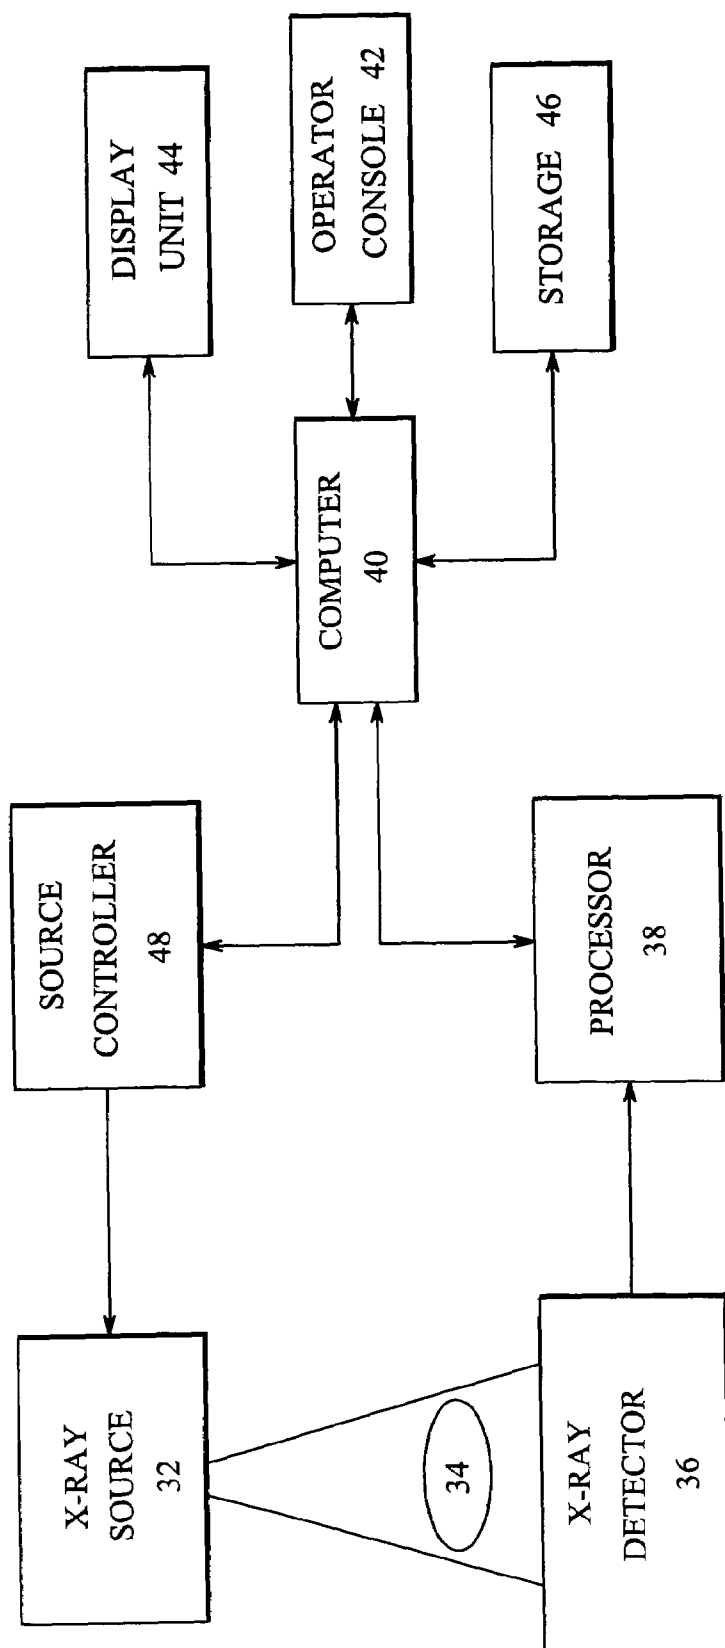 X-RAY
SOURCE
32
SOURCE
CONTROLLER
48
DISPLAY
UNIT 44
OPERATOR
CONSOLE 42
COMPUTER
40
STORAGE 46
34
X-RAY
DETECTOR
36
PROCESSOR
38